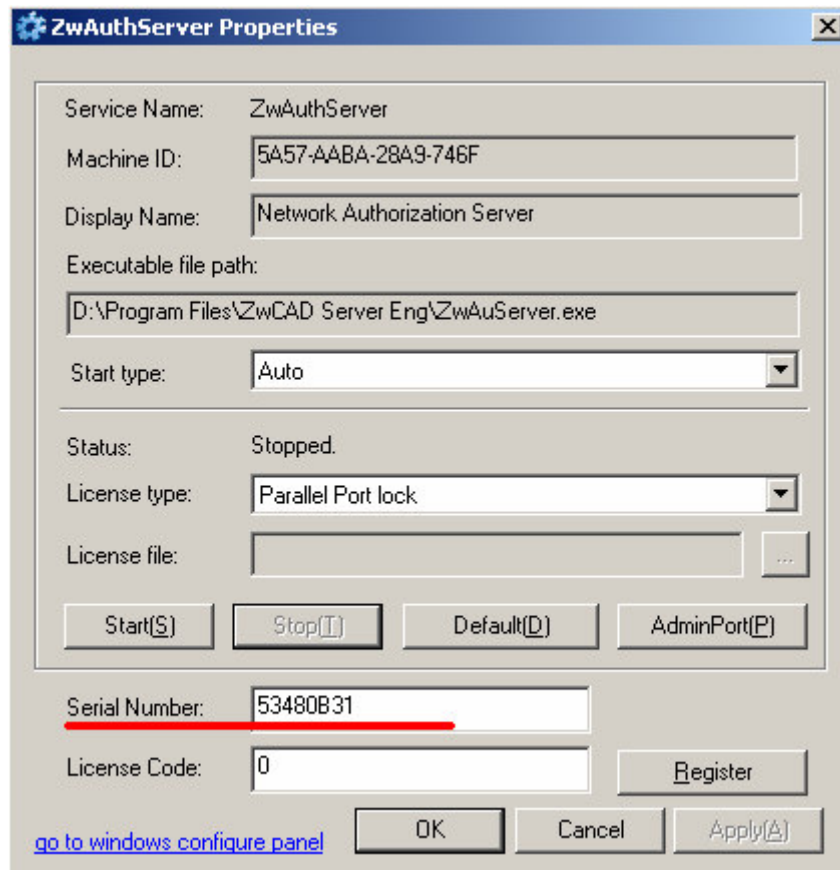 ZwAuthServer Properties
Service Name: ZwAuthServer
Machine ID: 5A57-AABA-28A9-746F
Display Name: Network Authorization Server
Executable file path:
D:\Program Files\ZwCAD Server Eng\ZwAuServer.exe
Start type: Auto
Status: Stopped.
License type: Parallel Port lock
License file: ...
Start(S) Stop(T) Default(D) AdminPort(P)
Serial Number: 53480B31
License Code: 0 Register
go to windows configure panel OK Cancel Apply(A)